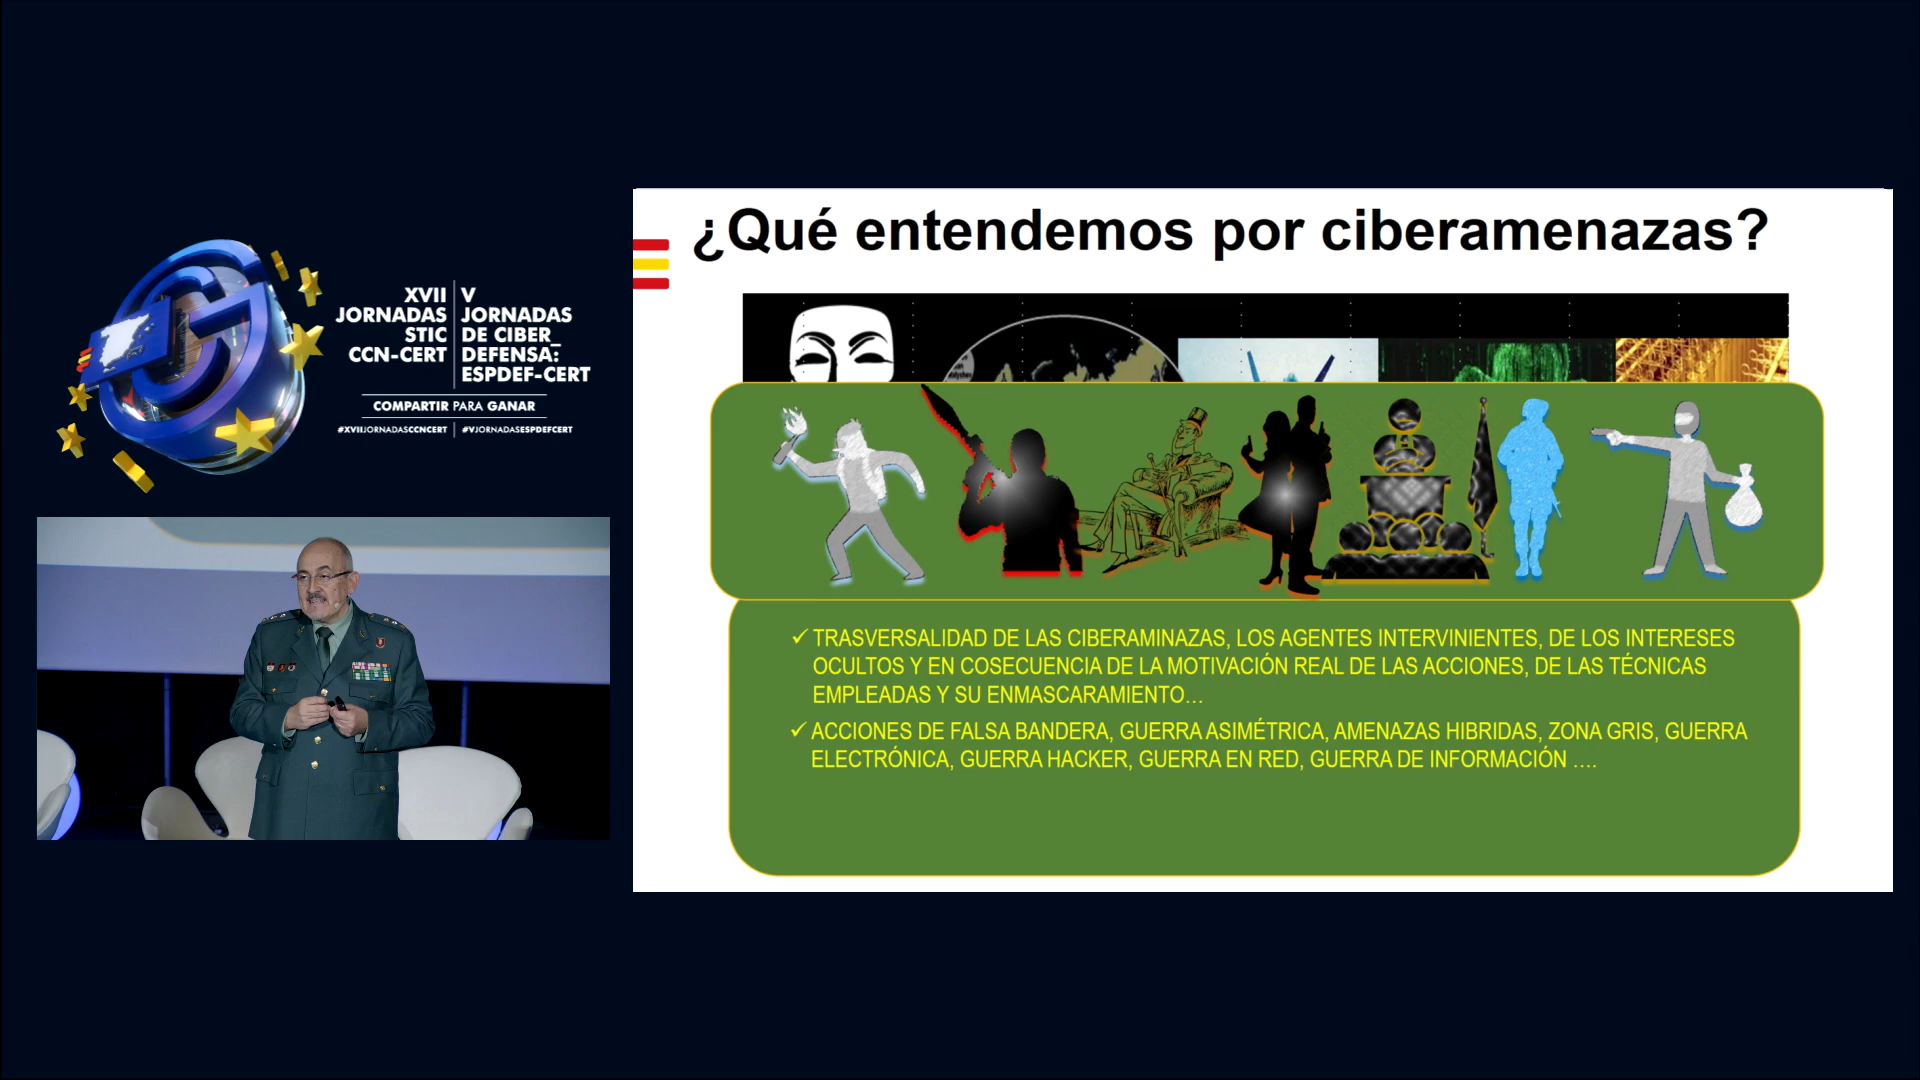 XVII
JORNADAS
STIC
CCN-CERT
V
JORNADAS
DE CIBER_
DEFENSA:
ESPDEF-CERT
COMPARTIR PARA GANAR
#XVIIJORNADASCCNCERT
#VJORNADASESPDEFCERT
¿Qué entendemos por ciberamenazas?
✓ TRASVERSALIDAD DE LAS CIBERAMINAZAS, LOS AGENTES INTERVINIENTES, DE LOS INTERESES
OCULTOS Y EN COSECUENCIA DE LA MOTIVACIÓN REAL DE LAS ACCIONES, DE LAS TÉCNICAS
EMPLEADAS Y SU ENMASCARAMIENTO…
✓ ACCIONES DE FALSA BANDERA, GUERRA ASIMÉTRICA, AMENAZAS HIBRIDAS, ZONA GRIS, GUERRA
ELECTRÓNICA, GUERRA HACKER, GUERRA EN RED, GUERRA DE INFORMACIÓN ….